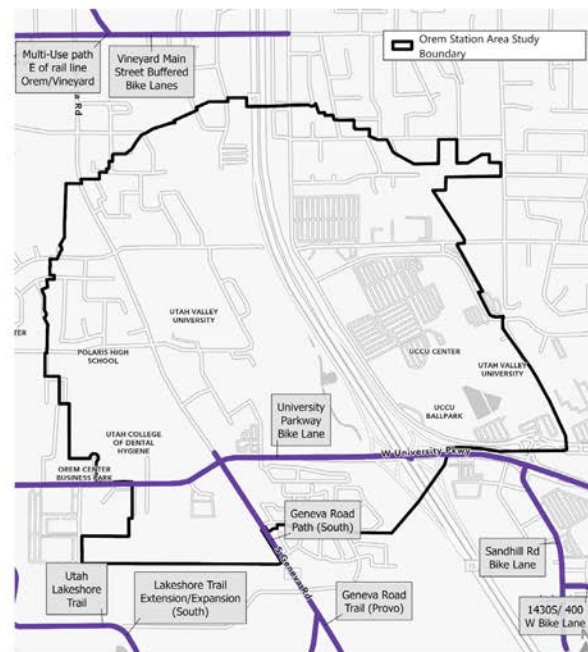 Orem Station Area Study
Boundary
Multi-Use path
E of rail line
Orem/Vineyard
Vineyard Main
Street Buffered
Bike Lanes
Rd
UTAH VALLEY
UNIVERSITY
POLARIS HIGH
SCHOOL
UCCU CENTER
UTAH VALLEY
UNIVERSITY
UCCU
BALLPARK
UTAH COLLEGE
OF DENTAL
HYGIENE
University
Parkway
Bike Lane
W University Pkwy
OREM CENTER
BUSINESS PARK
Geneva Road
Path (South)
S Geneva Rd
Sandhill Rd
Bike Lane
Utah
Lakeshore
Trail
Lakeshore Trail
Extension/Expansion
(South)
Geneva Road
Trail (Provo)
1430S/ 400
W Bike Lane